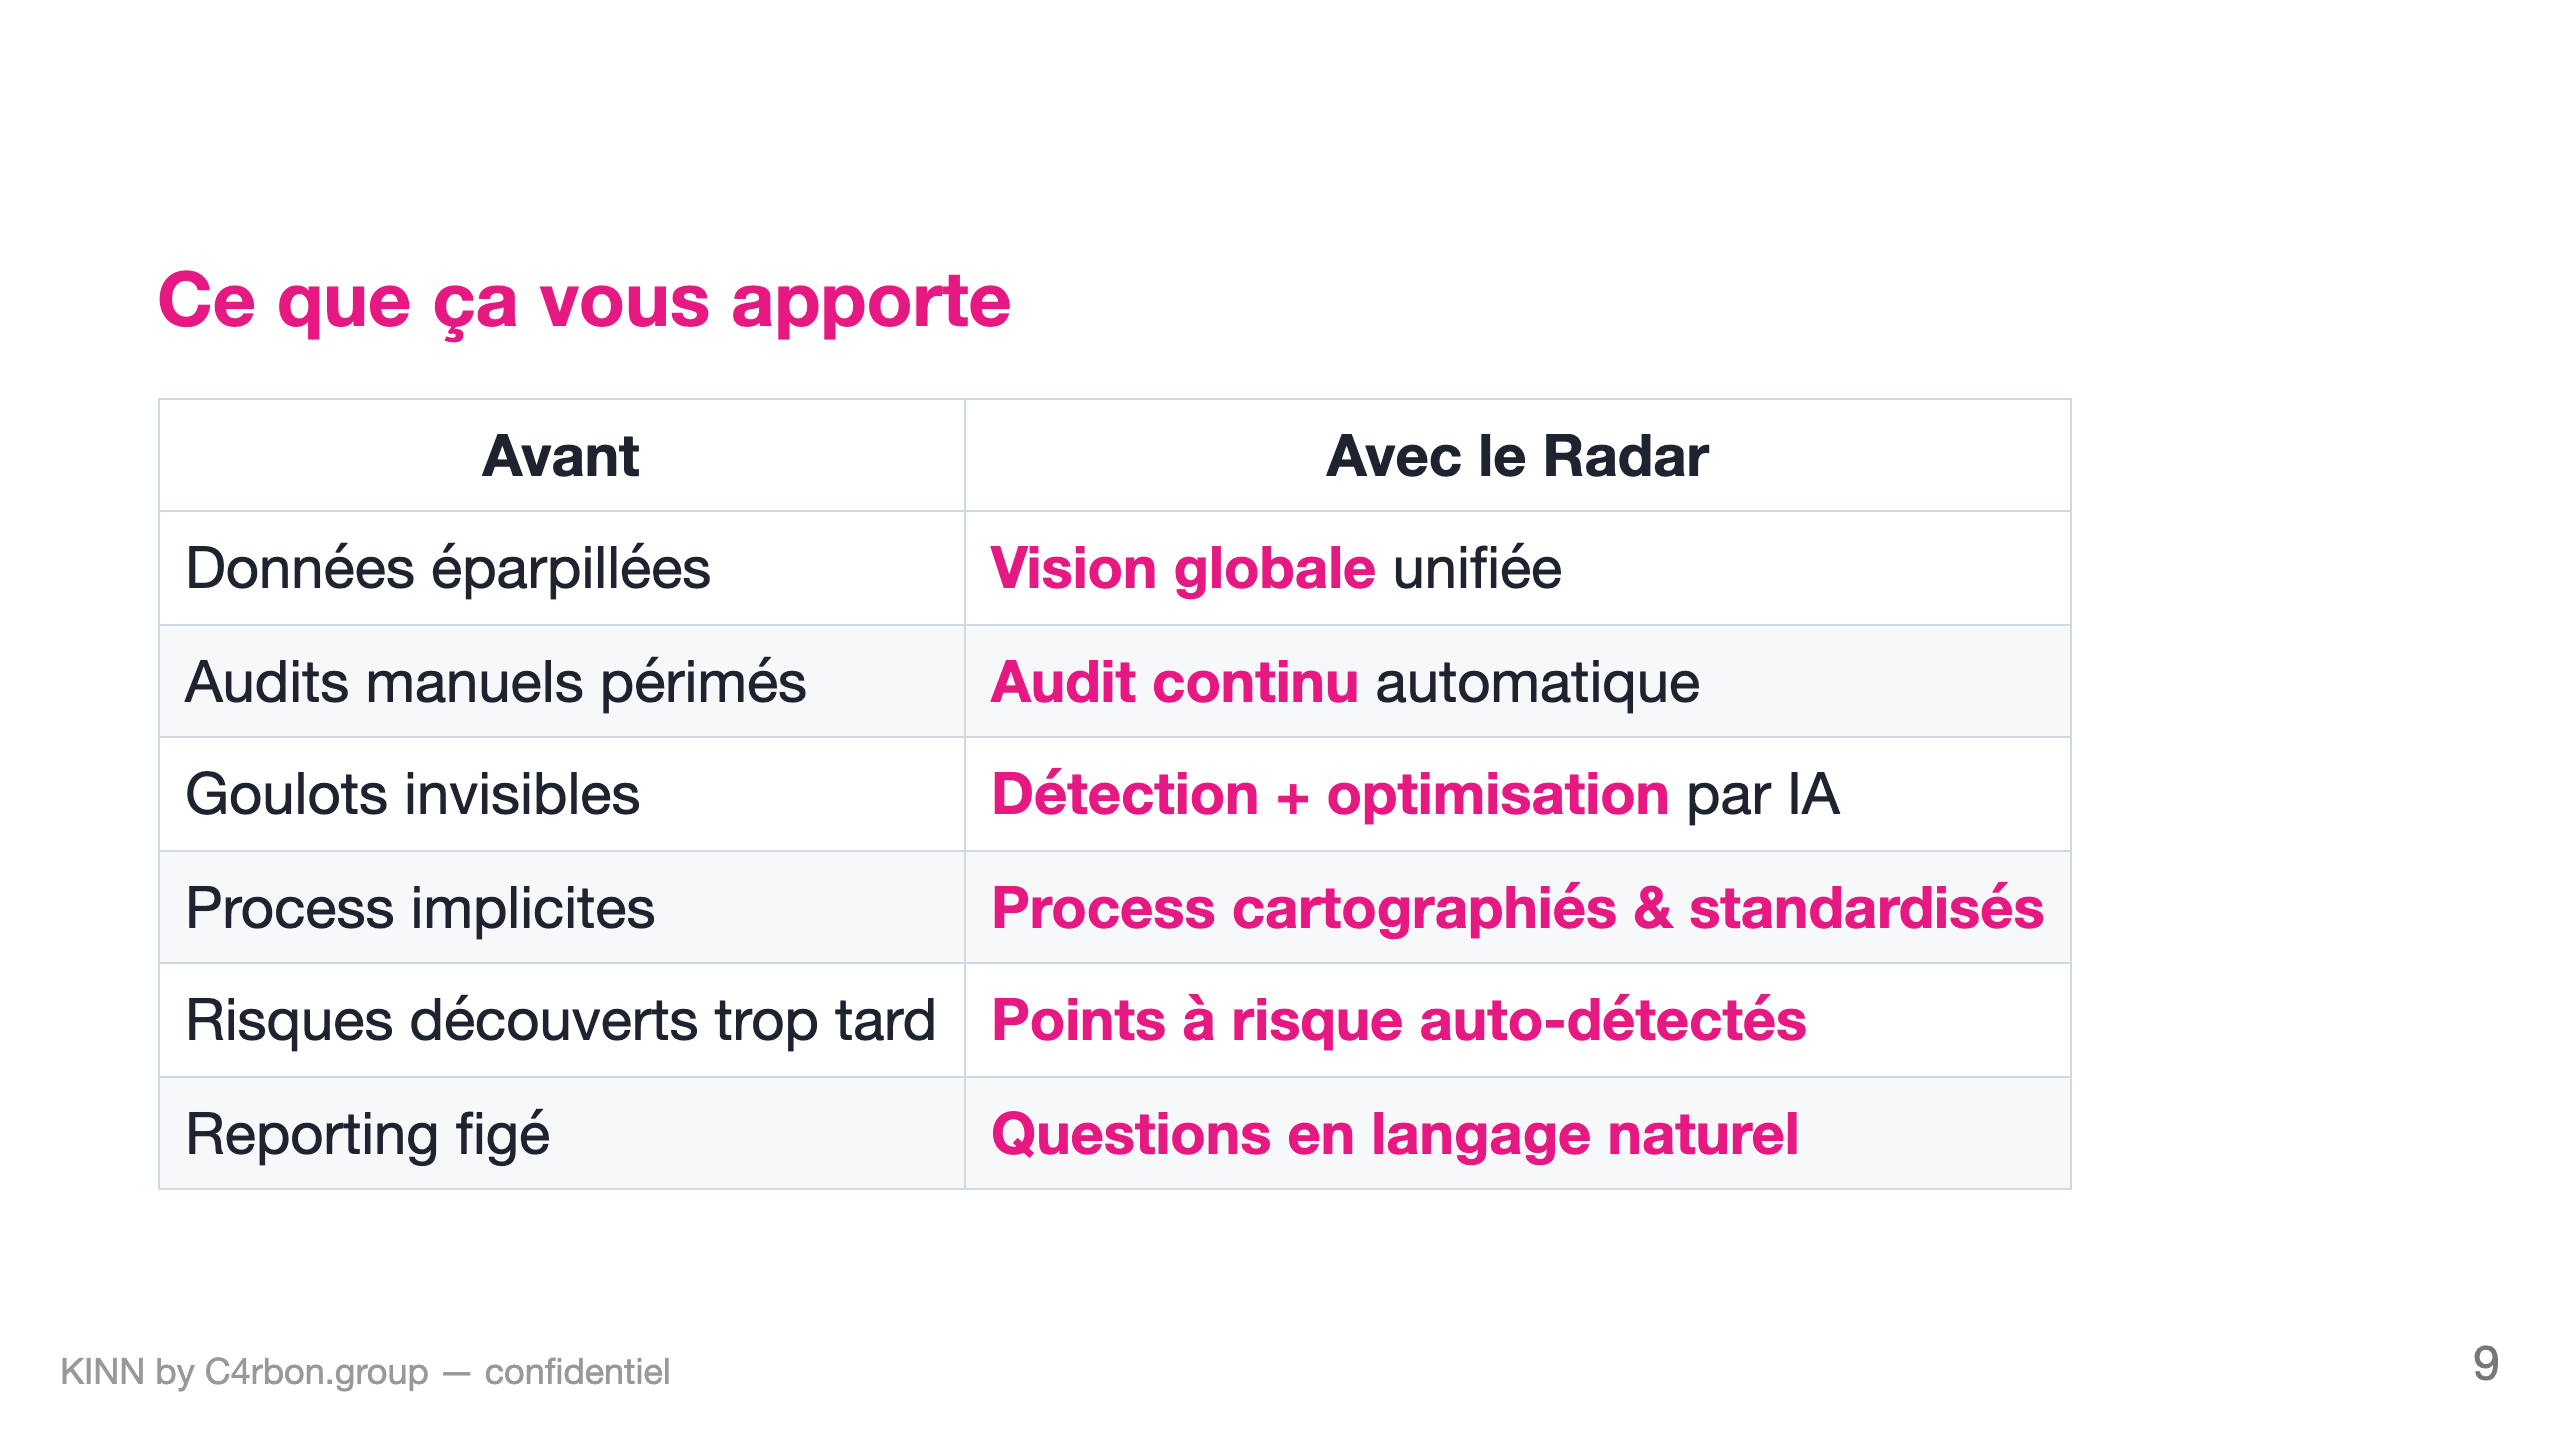 Ce que ça vous apporte
Avant Avec le Radar
Données éparpillées Vision globale unifiée
Audits manuels périmés Audit continu automatique
Goulots invisibles Détection + optimisation par IA
Process implicites Process cartographiés & standardisés
Risques découverts trop tard Points à risque auto-détectés
Reporting figé Questions en langage naturel
KINN by C4rbon.group — confidentiel
9